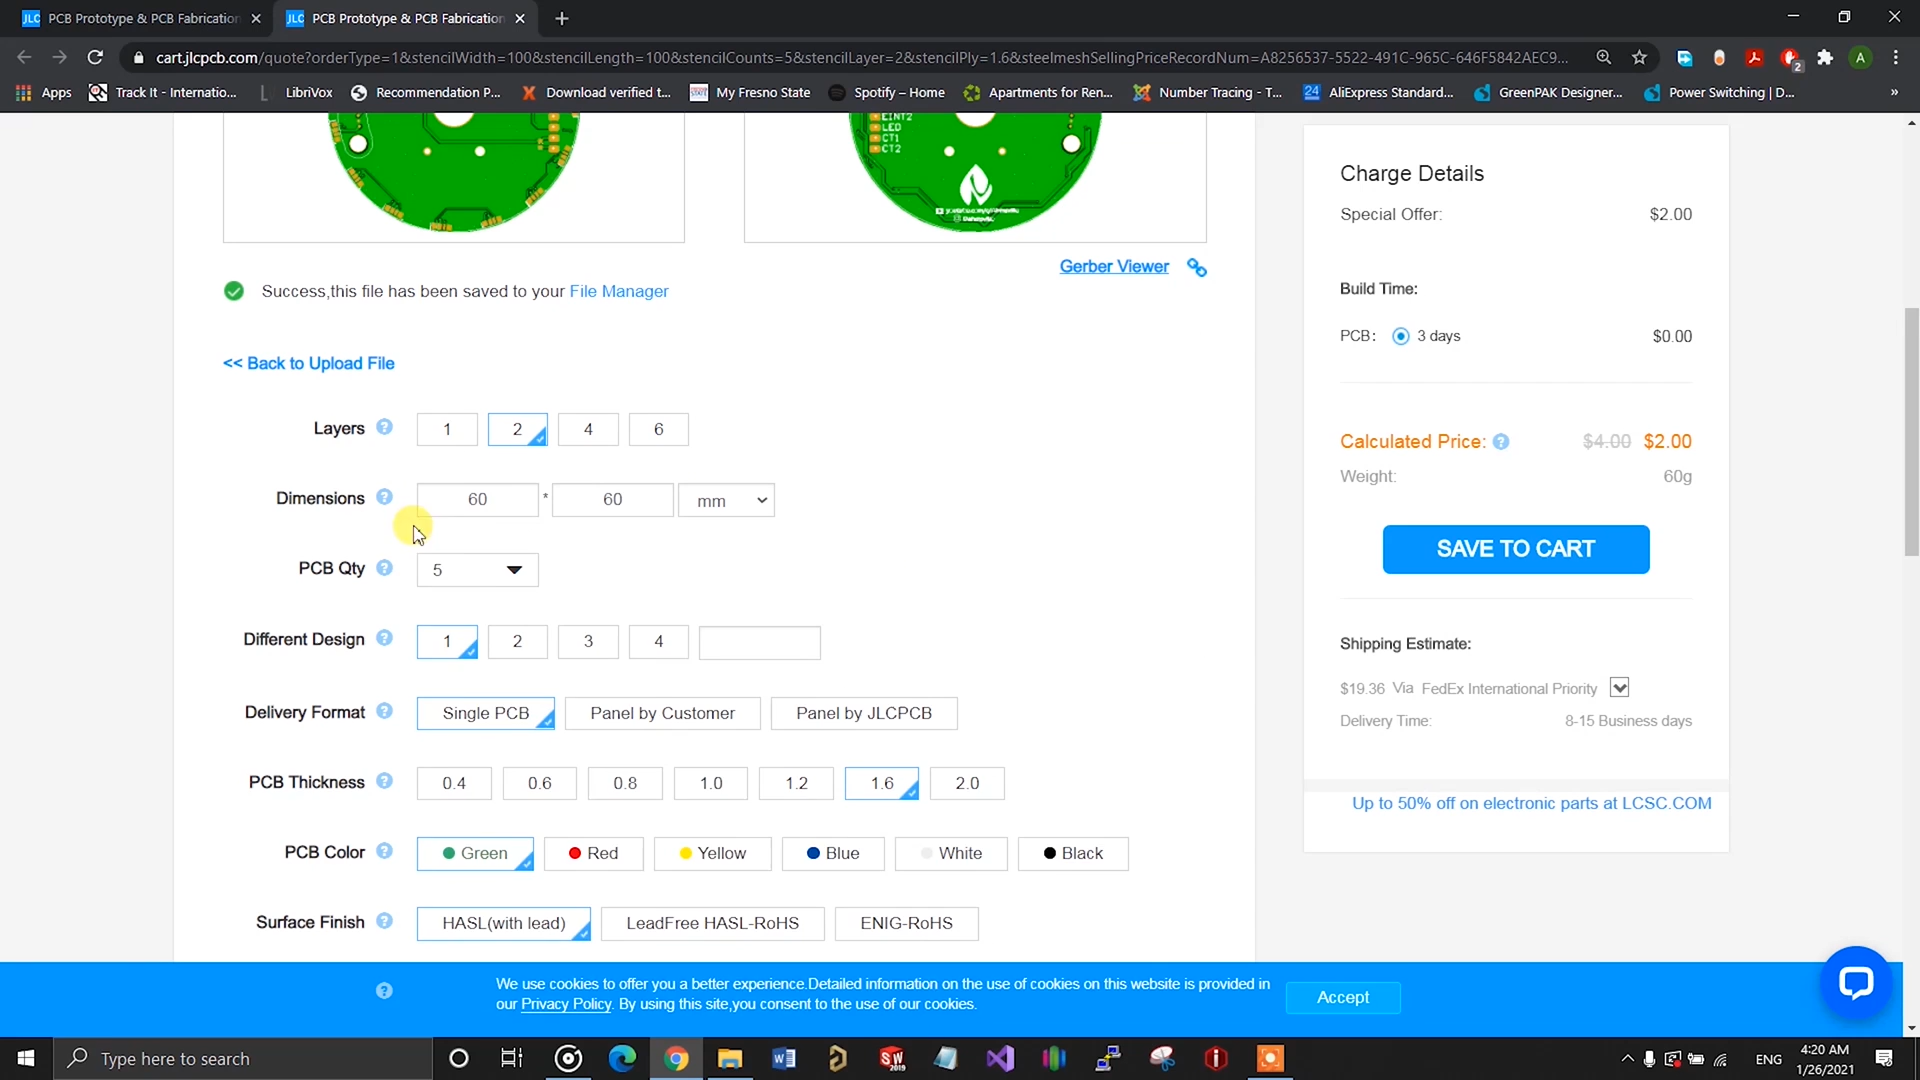 JLC PCB Prototype & PCB Fabrication
JLC PCB Prototype & PCB Fabrication
cart.jlcpcb.com/quote?orderType=1&stencilWidth=100&stencilLength=100&stencilCounts=5&stencilLayer=2&stencilPly=1.6&steelmeshSellingPriceRecordNum=A8256537-5522-491C-965C-646F5842AEC9...
2
A
Apps
Track It - Internatio...
LibriVox
Recommendation P...
Download verified t...
My Fresno State
Spotify – Home
Apartments for Ren...
Number Tracing - T...
24 AliExpress Standard...
GreenPAK Designer...
Power Switching | D...
»
EINT2
LED
CT1
CT2
Gerber Viewer
Success,this file has been saved to your File Manager
<< Back to Upload File
Layers ? 1 2 4 6
Dimensions ? 60 * 60 mm
PCB Qty ? 5
Different Design ? 1 2 3 4
Delivery Format ? Single PCB Panel by Customer Panel by JLCPCB
PCB Thickness ? 0.4 0.6 0.8 1.0 1.2 1.6 2.0
PCB Color ? Green Red Yellow Blue White Black
Surface Finish ? HASL(with lead) LeadFree HASL-RoHS ENIG-RoHS
Charge Details
Special Offer: $2.00
Build Time:
PCB: 3 days $0.00
Calculated Price: ? $4.00 $2.00
Weight: 60g
SAVE TO CART
Shipping Estimate:
$19.36 Via FedEx International Priority
Delivery Time: 8-15 Business days
Up to 50% off on electronic parts at LCSC.COM
?
We use cookies to offer you a better experience.Detailed information on the use of cookies on this website is provided in
our Privacy Policy. By using this site,you consent to the use of our cookies.
Accept
Type here to search
SW
2019
ENG
4:20 AM
1/26/2021